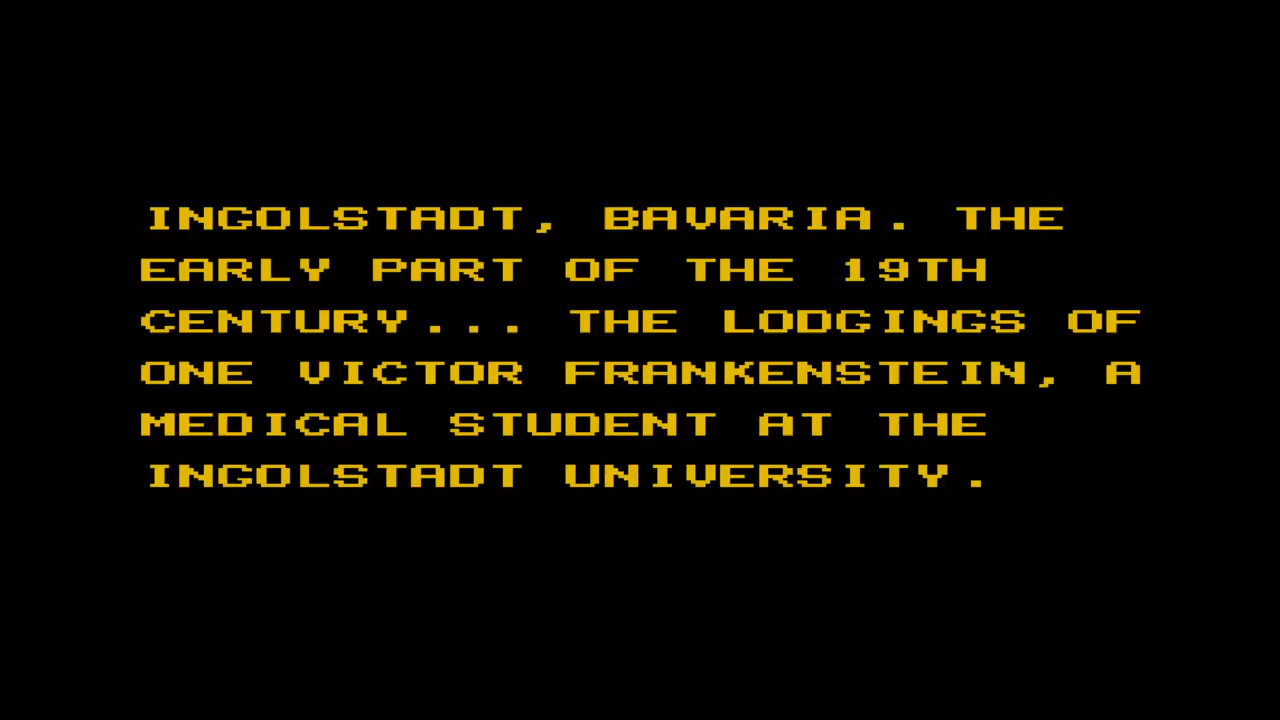 INGOLSTADT, BAVARIA. THE
EARLY PART OF THE 19TH
CENTURY... THE LODGINGS OF
ONE VICTOR FRANKENSTEIN, A
MEDICAL STUDENT AT THE
INGOLSTADT UNIVERSITY.